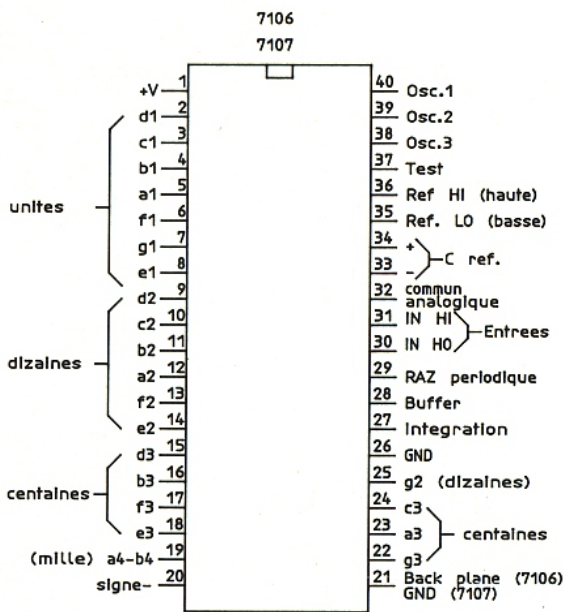 7106
7107
+V 1
d1 2
c1 3
b1 4
a1 5
f1 6
g1 7
e1 8
unites
d2 9
c2 10
b2 11
a2 12
f2 13
e2 14
dizaines
d3 15
b3 16
f3 17
e3 18
centaines
(mille) a4-b4 19
signe- 20
40 Osc.1
39 Osc.2
38 Osc.3
37 Test
36 Ref HI (haute)
35 Ref. LO (basse)
34 +
33 -
C ref.
32 commun
analogique
31 IN HI
30 IN HO
Entrees
29 RAZ periodique
28 Buffer
27 Integration
26 GND
25 g2 (dizaines)
24 c3
23 a3
22 g3
centaines
21 Back plane (7106)
GND (7107)